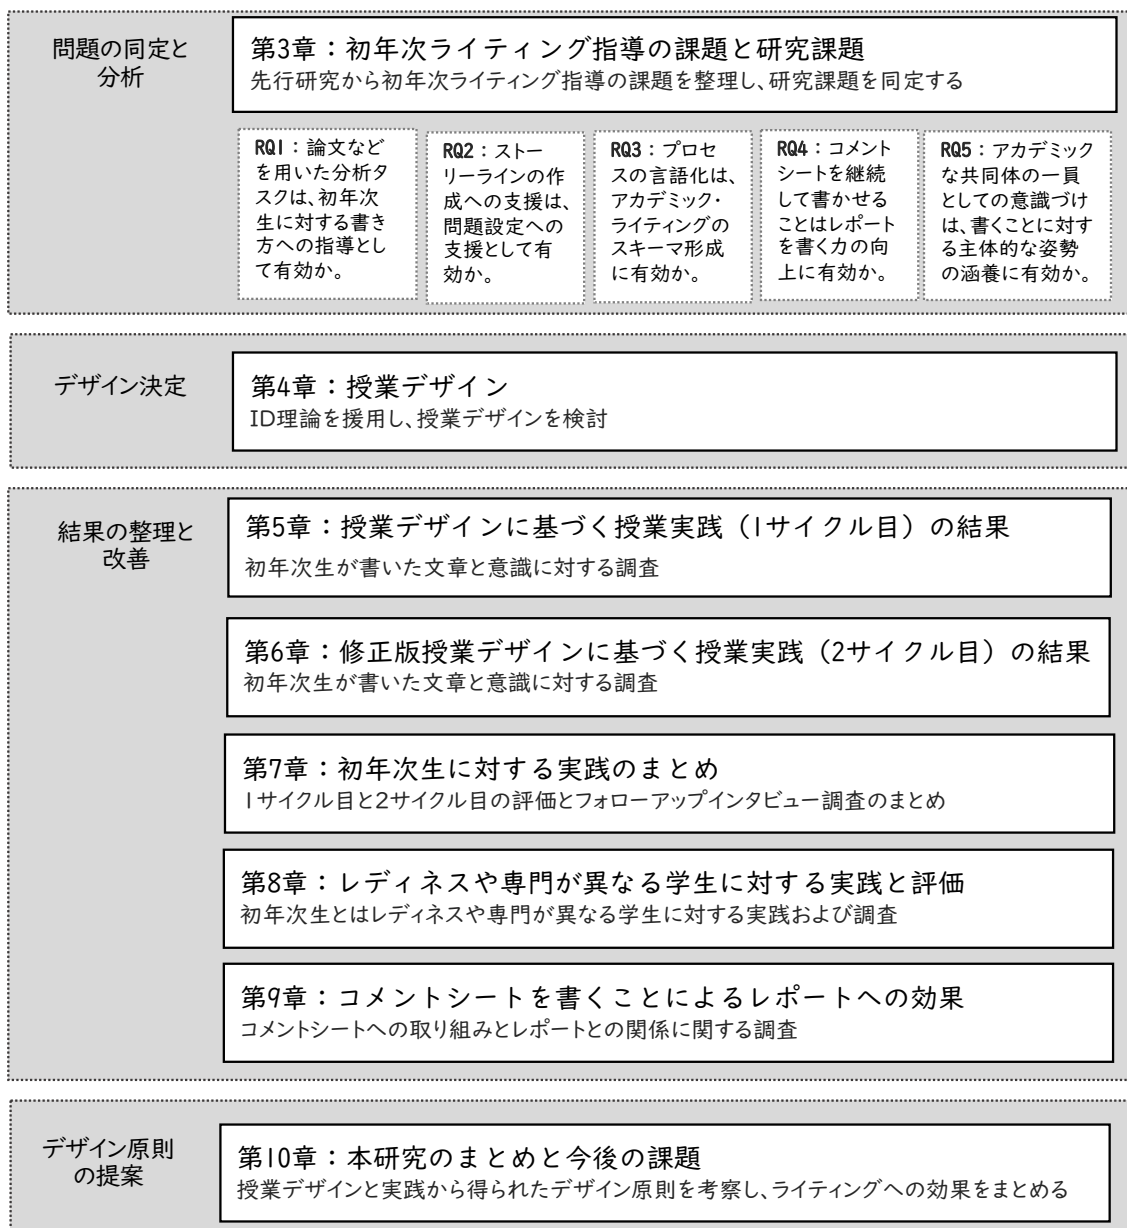 問題の同定と
分析
第3章：初年次ライティング指導の課題と研究課題
先行研究から初年次ライティング指導の課題を整理し、研究課題を同定する
RQ1：論文など
を用いた分析タ
スクは、初年次
生に対する書き
方への指導とし
て有効か。
RQ2：ストー
リーラインの作
成への支援は、
問題設定への
支援として有
効か。
RQ3：プロセ
スの言語化は、
アカデミック・
ライティングの
スキーマ形成
に有効か。
RQ4：コメント
シートを継続
して書かせる
ことはレポート
を書く力の向
上に有効か。
RQ5：アカデミック
な共同体の一員
としての意識づけ
は、書くことに対す
る主体的な姿勢
の涵養に有効か。
デザイン決定
第4章：授業デザイン
ID理論を援用し、授業デザインを検討
結果の整理と
改善
第5章：授業デザインに基づく授業実践（1サイクル目）の結果
初年次生が書いた文章と意識に対する調査
第6章：修正版授業デザインに基づく授業実践（2サイクル目）の結果
初年次生が書いた文章と意識に対する調査
第7章：初年次生に対する実践のまとめ
1サイクル目と2サイクル目の評価とフォローアップインタビュー調査のまとめ
第8章：レディネスや専門が異なる学生に対する実践と評価
初年次生とはレディネスや専門が異なる学生に対する実践および調査
第9章：コメントシートを書くことによるレポートへの効果
コメントシートへの取り組みとレポートとの関係に関する調査
デザイン原則
の提案
第10章：本研究のまとめと今後の課題
授業デザインと実践から得られたデザイン原則を考察し、ライティングへの効果をまとめる